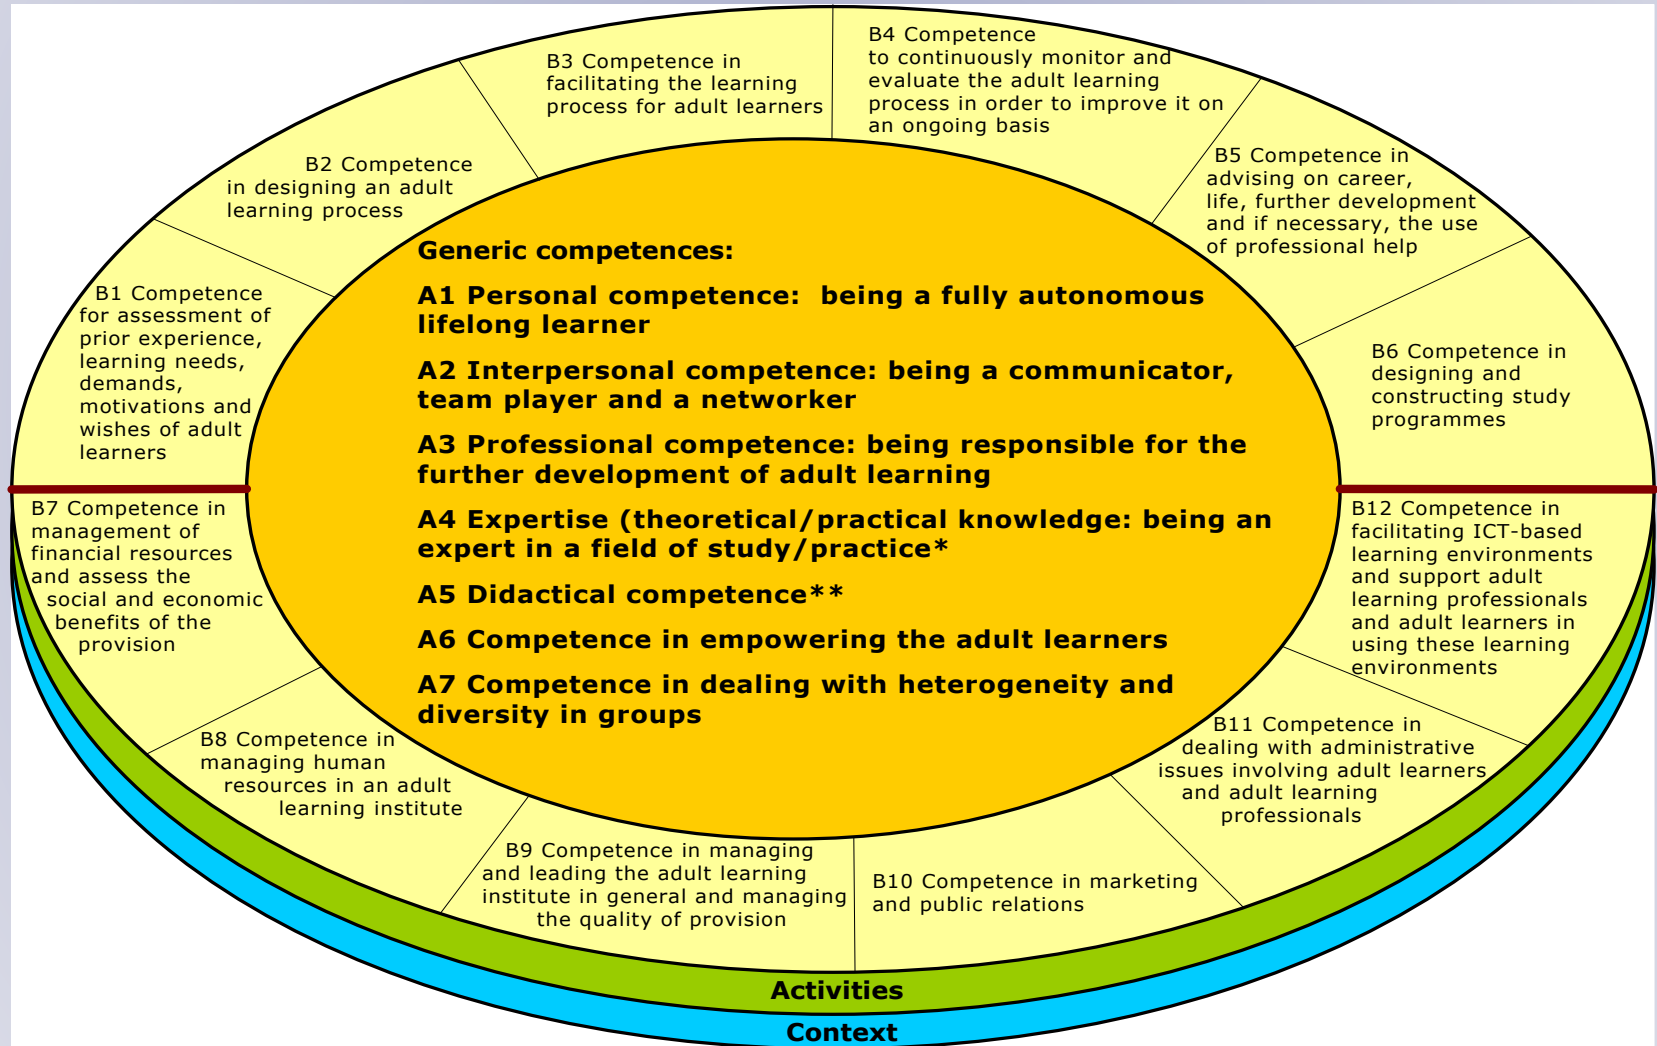 B4 Competence
to continuously monitor and
evaluate the adult learning
process in order to improve it on
an ongoing basis
B3 Competence in
facilitating the learning
process for adult learners
B2 Competence
in designing an adult
learning process
B5 Competence in
advising on career,
life, further development
and if necessary, the use
of professional help
B1 Competence
for assessment of
prior experience,
learning needs,
demands,
motivations and
wishes of adult
learners
B6 Competence in
designing and
constructing study
programmes
Generic competences:
A1 Personal competence:  being a fully autonomous
lifelong learner
A2 Interpersonal competence: being a communicator,
team player and a networker
A3 Professional competence: being responsible for the
further development of adult learning
A4 Expertise (theoretical/practical knowledge: being an
expert in a field of study/practice*
A5 Didactical competence**
A6 Competence in empowering the adult learners
A7 Competence in dealing with heterogeneity and
diversity in groups
B7 Competence in
management of
financial resources
and assess the
social and economic
benefits of the
provision
B12 Competence in
facilitating ICT-based
learning environments
and support adult
learning professionals
and adult learners in
using these learning
environments
B8 Competence in
managing human
resources in an adult
learning institute
B11 Competence in
dealing with administrative
issues involving adult learners
and adult learning
professionals
B9 Competence in managing
and leading the adult learning
institute in general and managing
the quality of provision
B10 Competence in marketing
and public relations
Activities
Context